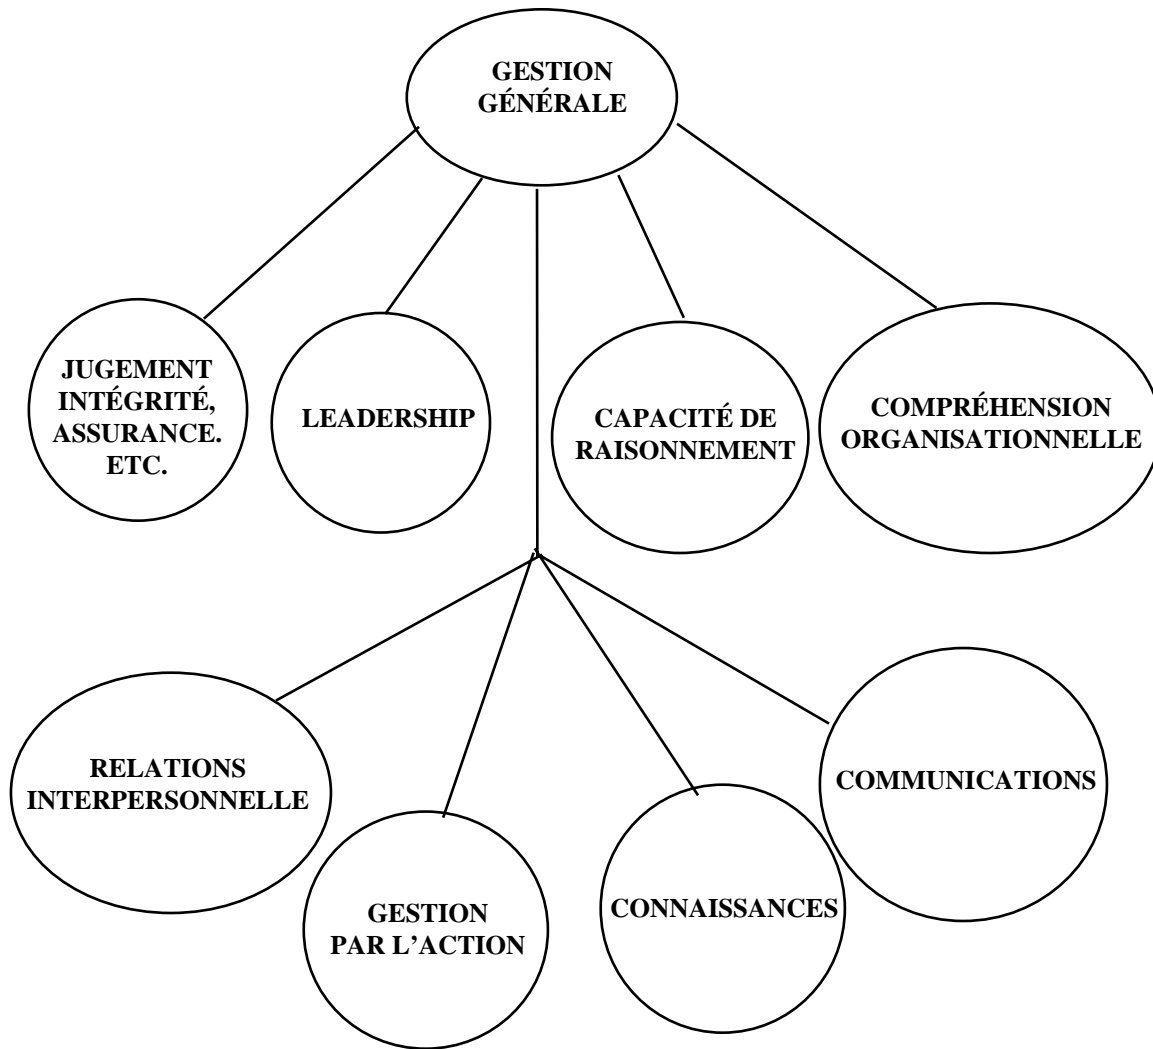 GESTION
GÉNÉRALE
JUGEMENT
INTÉGRITÉ,
ASSURANCE.
ETC.
LEADERSHIP
CAPACITÉ DE
RAISONNEMENT
COMPRÉHENSION
ORGANISATIONNELLE
RELATIONS
INTERPERSONNELLE
GESTION
PAR L’ACTION
CONNAISSANCES
COMMUNICATIONS